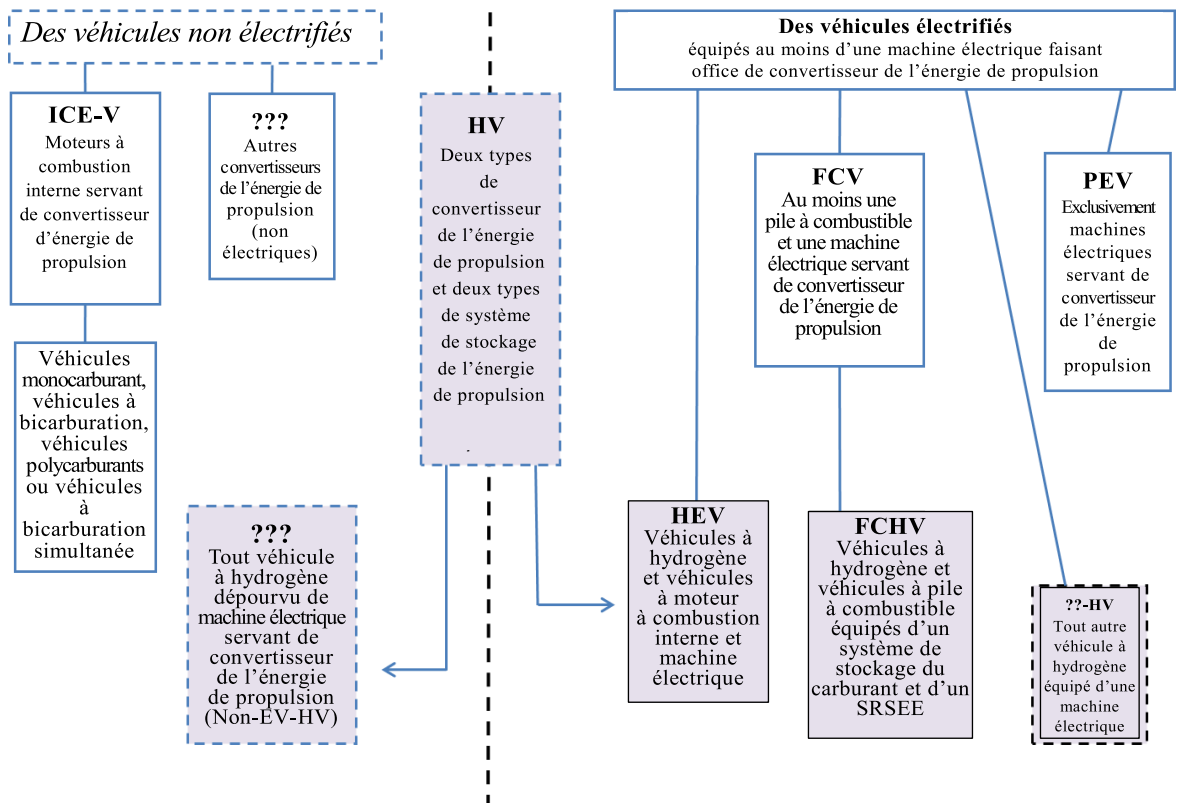 Des véhicules non électrifiés
Des véhicules électrifiés
équipés au moins d’une machine électrique faisant
office de convertisseur de l’énergie de propulsion
ICE-V
Moteurs à
combustion
interne servant
de convertisseur
d’énergie de
propulsion
???
Autres
convertisseurs
de l’énergie de
propulsion
(non
électriques)
HV
Deux types
de
convertisseur
de l’énergie
de propulsion
et deux types
de système
de stockage
de l’énergie
de propulsion
.
FCV
Au moins une
pile à combustible
et une machine
électrique servant
de convertisseur
de l’énergie de
propulsion
PEV
Exclusivement
machines
électriques
servant de
convertisseur
de l’énergie
de
propulsion
Véhicules
monocarburant,
véhicules à
bicarburation,
véhicules
polycarburants
ou véhicules
à
bicarburation
simultanée
???
Tout véhicule
à hydrogène
dépourvu de
machine électrique
servant de
convertisseur
de l’énergie
de propulsion
(Non-EV-HV)
HEV
Véhicules à
hydrogène
et véhicules
à moteur
à combustion
interne et
machine
électrique
FCHV
Véhicules à
hydrogène et
véhicules à pile
à combustible
équipés d’un
système de
stockage du
carburant et d’un
SRSEE
??-HV
Tout autre
véhicule à
hydrogène
équipé d’une
machine
électrique